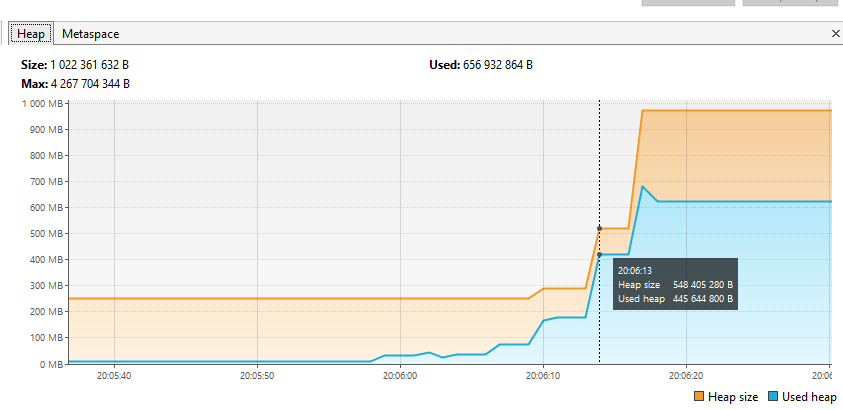 Heap Metaspace
Size: 1 022 361 632 B Used: 656 932 864 B
Max: 4 267 704 344 B
1 000 MB
900 MB
800 MB
700 MB
600 MB
500 MB
400 MB
300 MB
200 MB
100 MB
0 MB
20:06:13
Heap size 548 405 280 B
Used heap 445 644 800 B
20:05:40 20:05:50 20:06:00 20:06:10 20:06:20 20:06
Heap size Used heap